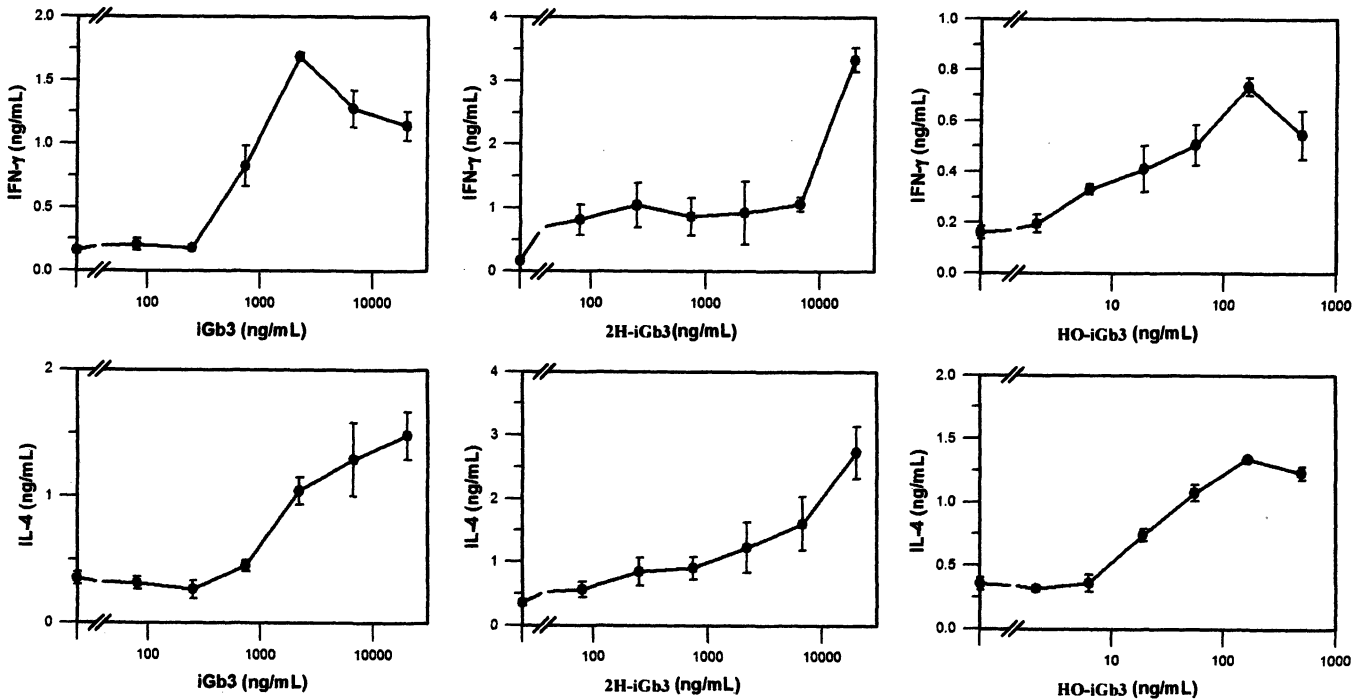 2.0
1.5
1.0
0.5
0.0
IFN-γ (ng/mL)
100 1000 10000
iGb3 (ng/mL)
4
3
2
1
0
IFN-γ (ng/mL)
100 1000 10000
2H-iGb3(ng/mL)
1.0
0.8
0.6
0.4
0.2
0.0
IFN-γ (ng/mL)
10 100 1000
HO-iGb3 (ng/mL)
2
1
0
IL-4 (ng/mL)
100 1000 10000
iGb3 (ng/mL)
4
3
2
1
0
IL-4 (ng/mL)
100 1000 10000
2H-iGb3 (ng/mL)
2.0
1.5
1.0
0.5
0.0
IL-4 (ng/mL)
10 100 1000
HO-iGb3 (ng/mL)